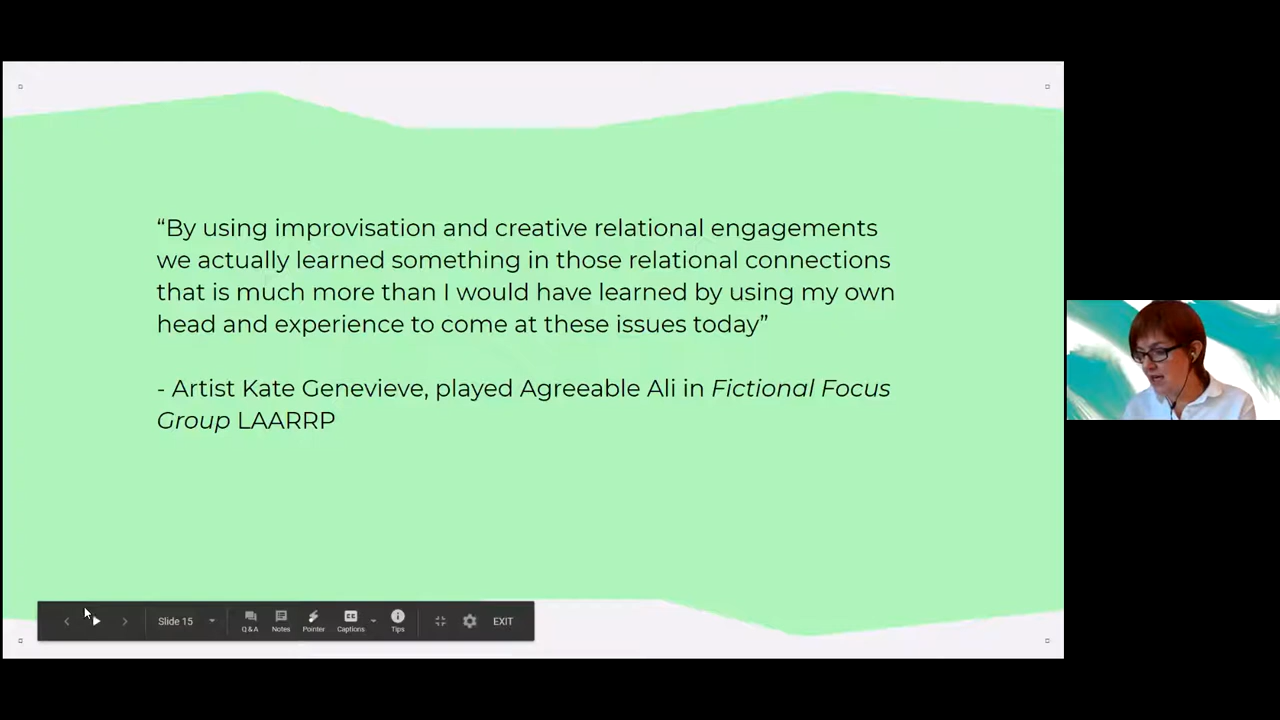 “By using improvisation and creative relational engagements
we actually learned something in those relational connections
that is much more than I would have learned by using my own
head and experience to come at these issues today”
- Artist Kate Genevieve, played Agreeable Ali in Fictional Focus
Group LAARRP
Slide 15
Q & A
Notes
Pointer
CC
Captions
Tips
EXIT